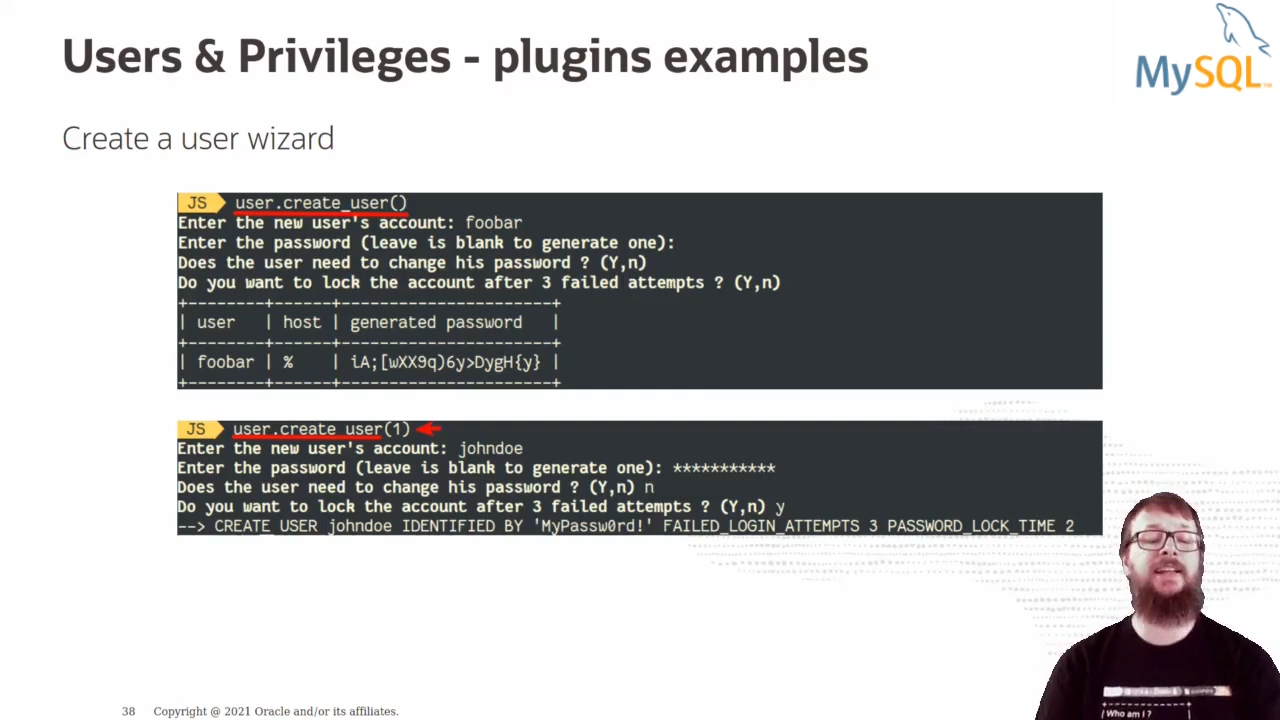 Users & Privileges - plugins examples
MySQL™
Create a user wizard
JS user.create_user()
Enter the new user's account: foobar
Enter the password (leave is blank to generate one):
Does the user need to change his password ? (Y,n)
Do you want to lock the account after 3 failed attempts ? (Y,n)
+--------+------+----------------------+
| user | host | generated password |
+--------+------+----------------------+
| foobar | % | iA;[wXX9q)6y>DygH{y} |
+--------+------+----------------------+
JS user.create_user(1)
Enter the new user's account: johndoe
Enter the password (leave is blank to generate one): ***********
Does the user need to change his password ? (Y,n) n
Do you want to lock the account after 3 failed attempts ? (Y,n) y
--> CREATE USER johndoe IDENTIFIED BY 'MyPassw0rd!' FAILED_LOGIN_ATTEMPTS 3 PASSWORD_LOCK_TIME 2
| Who am I ? |
38 Copyright @ 2021 Oracle and/or its affiliates.